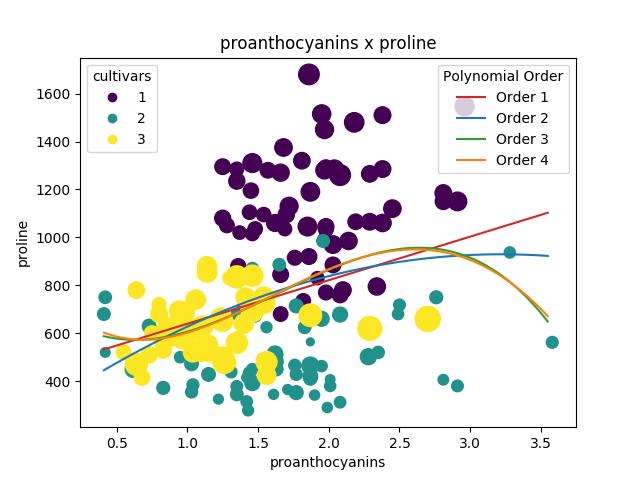 proanthocyanins x proline
cultivars
1
2
3
Polynomial Order
Order 1
Order 2
Order 3
Order 4
1600
1400
1200
1000
800
600
400
proline
0.5 1.0 1.5 2.0 2.5 3.0 3.5
proanthocyanins